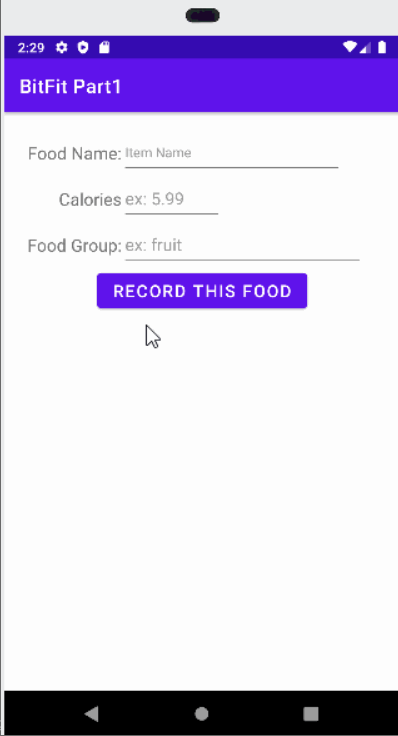 2:29
BitFit Part1
Food Name: Item Name
Calories ex: 5.99
Food Group: ex: fruit
RECORD THIS FOOD